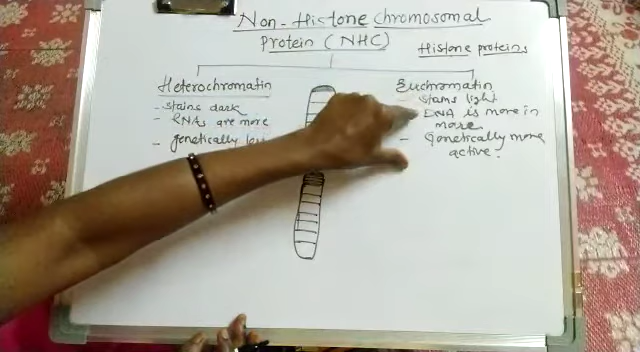 Non-Histone chromosomal
Protein (NHC)
Histone proteins
Heterochromatin
- stains dark
- RNAs are more
- genetically
Euchromatin
stains light
DNA is more in
more
- Genetically more
active.